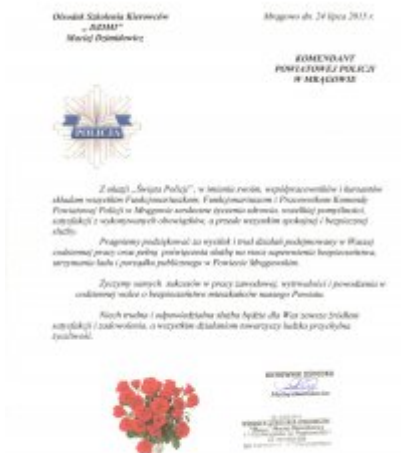 Ośrodek Szkolenia Kierowców
Mrągowo dn. 24 lipca 2015 r.
Maciej
KOMENDANT
POWIATOWEJ POLICJI
W MRĄGOWIE
POLICJA
Z okazji „Święta Policji”, w imieniu swoim, współpracowników i kursantów
składam wszystkim Funkcjonariuszkom, Funkcjonariuszom i Pracownikom Komendy
Powiatowej Policji w Mrągowie serdeczne życzenia zdrowia, wszelkiej pomyślności,
satysfakcji z wykonywanych obowiązków, a przede wszystkim spokojnej i bezpiecznej
służby.
Pragniemy podziękować za wysiłek i trud działań podejmowany w Waszej
codziennej pracy oraz pełną poświęcenia służbę na rzecz zapewnienia bezpieczeństwa,
utrzymania ładu i porządku publicznego w Powiecie Mrągowskim.
Życzymy samych sukcesów w pracy zawodowej, wytrwałości i powodzenia w
codziennej walce o bezpieczeństwo mieszkańców naszego Powiatu.
Niech trudna i odpowiedzialna służba będzie dla Was zawsze źródłem
satysfakcji i zadowolenia, a wszystkim działaniom towarzyszy ludzka przychylna
życzliwość.
KIEROWNIK OŚRODKA